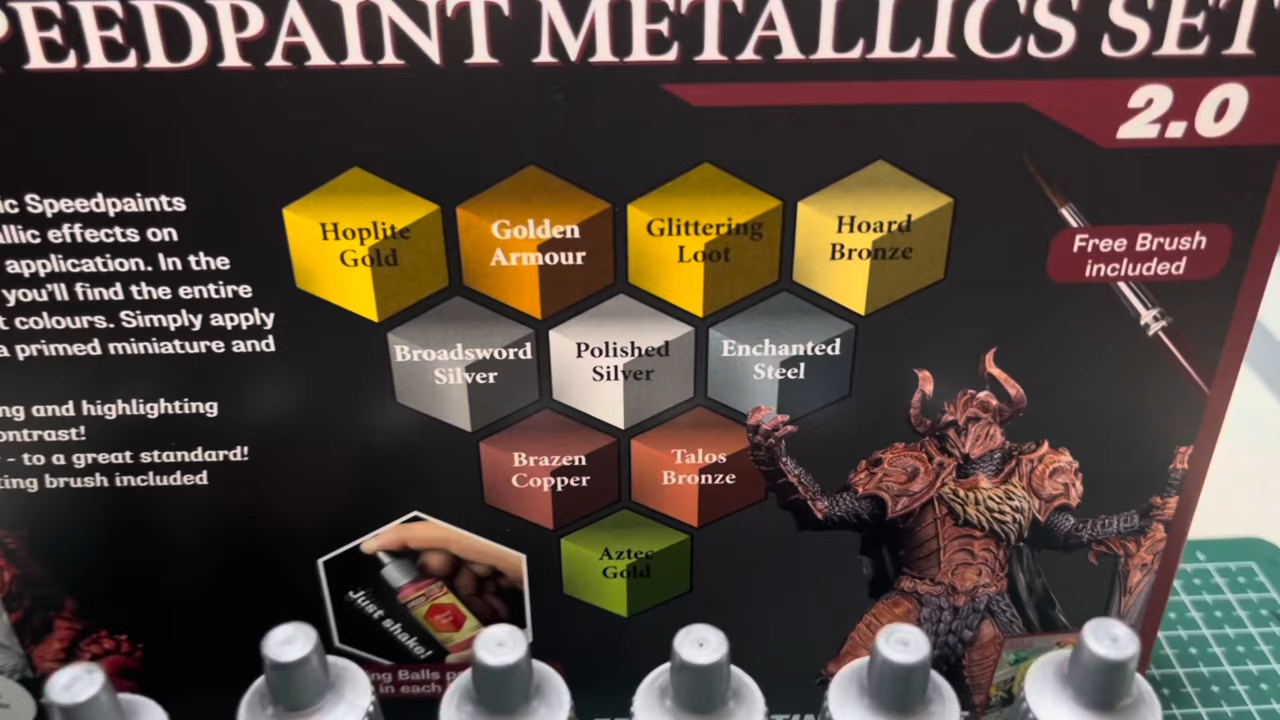 PEEDPAINT METALLICS SET
2.0
ic Speedpaints
allic effects on
application. In the
you'll find the entire
t colours. Simply apply
a primed miniature and
ng and highlighting
ontrast!
- to a great standard!
ting brush included
Hoplite
Gold
Golden
Armour
Glittering
Loot
Hoard
Bronze
Free Brush
included
Broadsword
Silver
Polished
Silver
Enchanted
Steel
Brazen
Copper
Talos
Bronze
Aztec
Gold
Just shake!
ng Balls p
in each